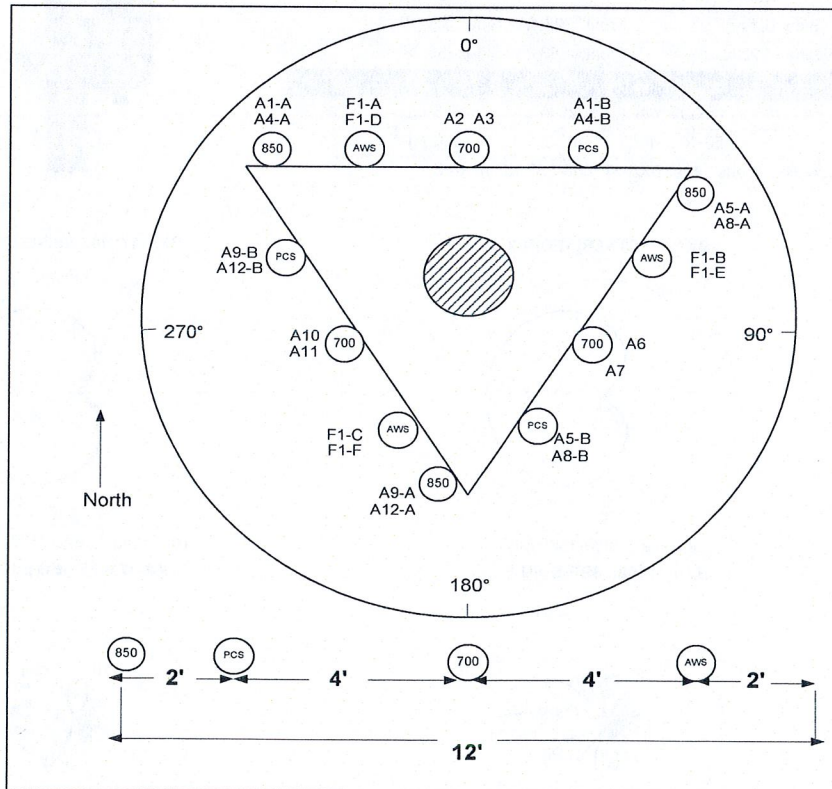 0°
A1-A
A4-A
F1-A
F1-D
A2 A3
A1-B
A4-B
850
AWS
700
PCS
850
A5-A
A8-A
A9-B
A12-B
PCS
AWS
F1-B
F1-E
270°
90°
A10
A11
700
700
A6
A7
F1-C
F1-F
AWS
PCS
A5-B
A8-B
850
A9-A
A12-A
North
180°
850
PCS
700
AWS
2'
4'
4'
2'
12'